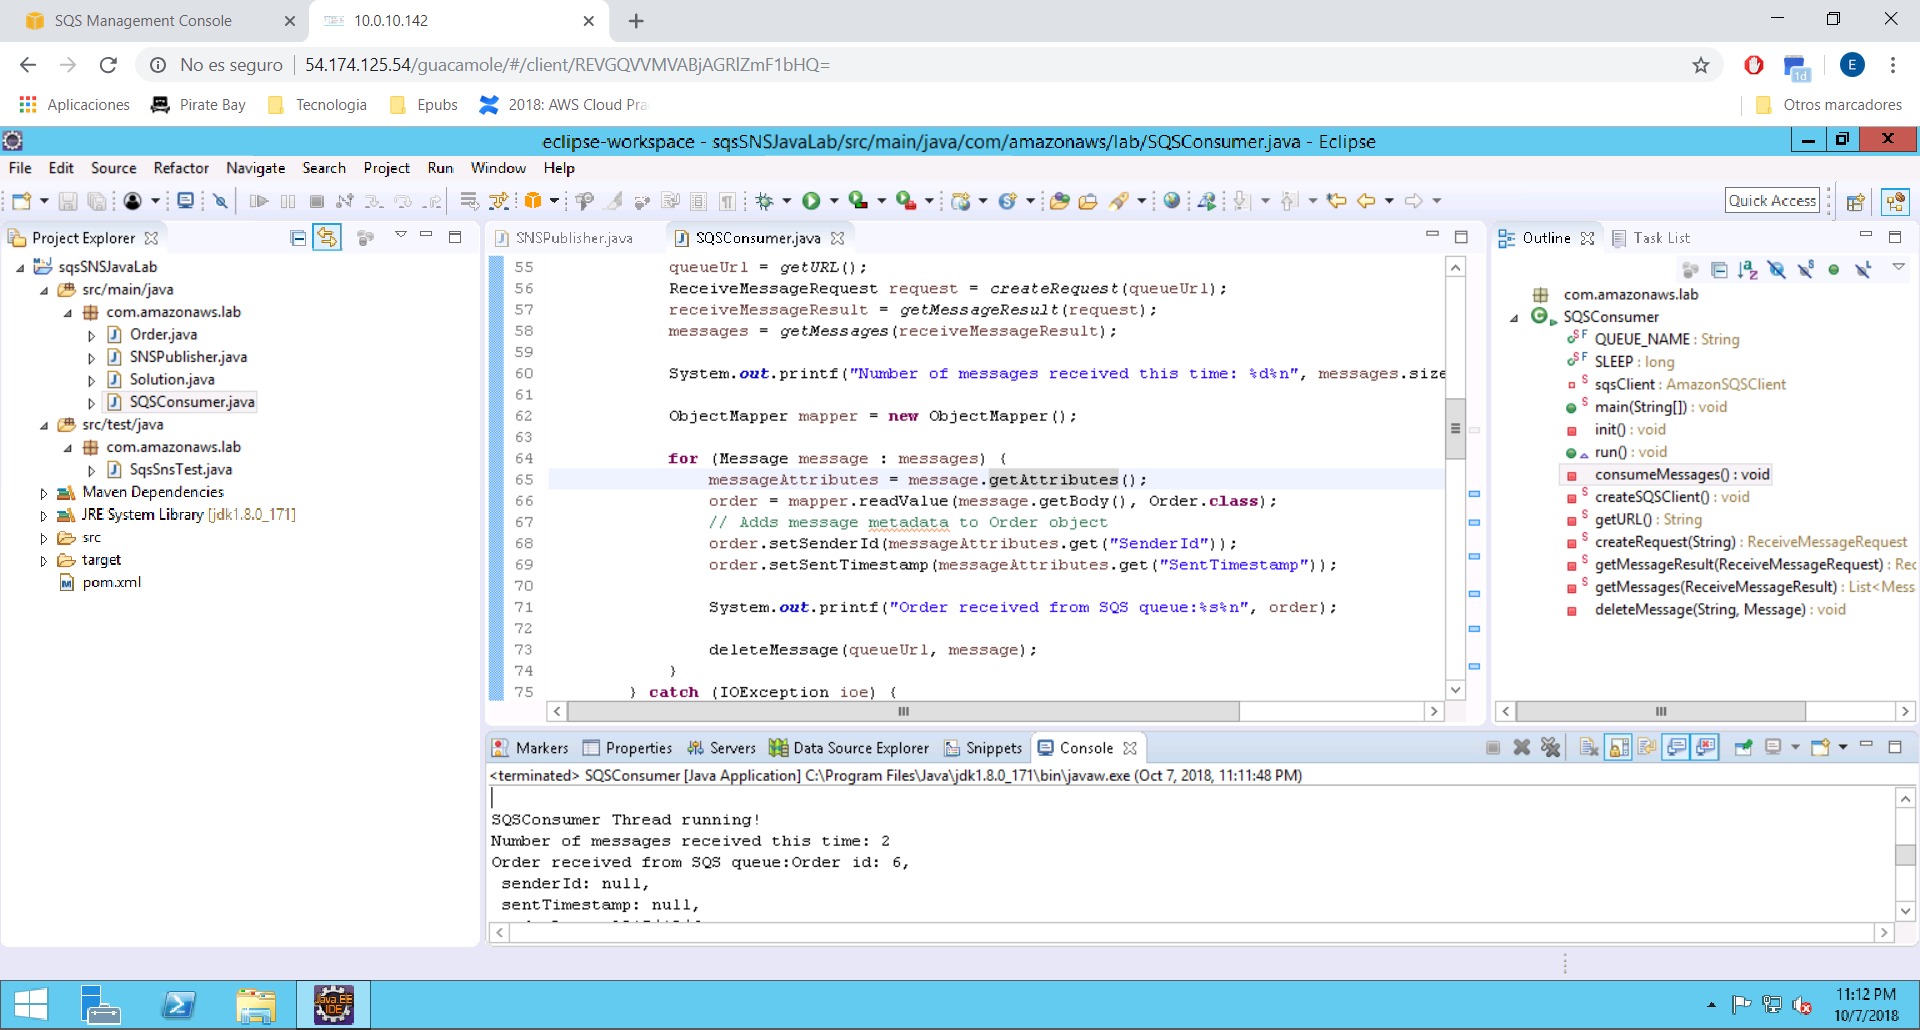 SQS Management Console
10.0.10.142
No es seguro
54.174.125.54/guacamole/#/client/REVGQVVMVABjAGRlZmF1bHQ=
E
1d
Aplicaciones
Pirate Bay
Tecnologia
Epubs
2018: AWS Cloud Pra
Otros marcadores
eclipse-workspace - sqsSNSJavaLab/src/main/java/com/amazonaws/lab/SQSConsumer.java - Eclipse
File Edit Source Refactor Navigate Search Project Run Window Help
Quick Access
Project Explorer
sqsSNSJavaLab
src/main/java
com.amazonaws.lab
Order.java
SNSPublisher.java
Solution.java
SQSConsumer.java
src/test/java
com.amazonaws.lab
SqsSnsTest.java
Maven Dependencies
JRE System Library [jdk1.8.0_171]
src
target
pom.xml
SNSPublisher.java
SQSConsumer.java
55 queueUrl = getURL();
56 ReceiveMessageRequest request = createRequest(queueUrl);
57 receiveMessageResult = getMessageResult(request);
58 messages = getMessages(receiveMessageResult);
59
60 System.out.printf("Number of messages received this time: %d%n", messages.size
61
62 ObjectMapper mapper = new ObjectMapper();
63
64 for (Message message : messages) {
65 messageAttributes = message.getAttributes();
66 order = mapper.readValue(message.getBody(), Order.class);
67 // Adds message metadata to Order object
68 order.setSenderId(messageAttributes.get("SenderId"));
69 order.setSentTimestamp(messageAttributes.get("SentTimestamp"));
70
71 System.out.printf("Order received from SQS queue:%s%n", order);
72
73 deleteMessage(queueUrl, message);
74 }
75 } catch (IOException ioe) {
Outline
Task List
com.amazonaws.lab
SQSConsumer
QUEUE_NAME : String
SLEEP : long
sqsClient : AmazonSQSClient
main(String[]) : void
init() : void
run() : void
consumeMessages() : void
createSQSClient() : void
getURL() : String
createRequest(String) : ReceiveMessageRequest
getMessageResult(ReceiveMessageRequest) : Rec
getMessages(ReceiveMessageResult) : List<Mess
deleteMessage(String, Message) : void
Markers Properties Servers Data Source Explorer Snippets Console
<terminated> SQSConsumer [Java Application] C:\Program Files\Java\jdk1.8.0_171\bin\javaw.exe (Oct 7, 2018, 11:11:48 PM)
SQSConsumer Thread running!
Number of messages received this time: 2
Order received from SQS queue:Order id: 6,
senderId: null,
sentTimestamp: null,
Java EE
IDE
11:12 PM
10/7/2018